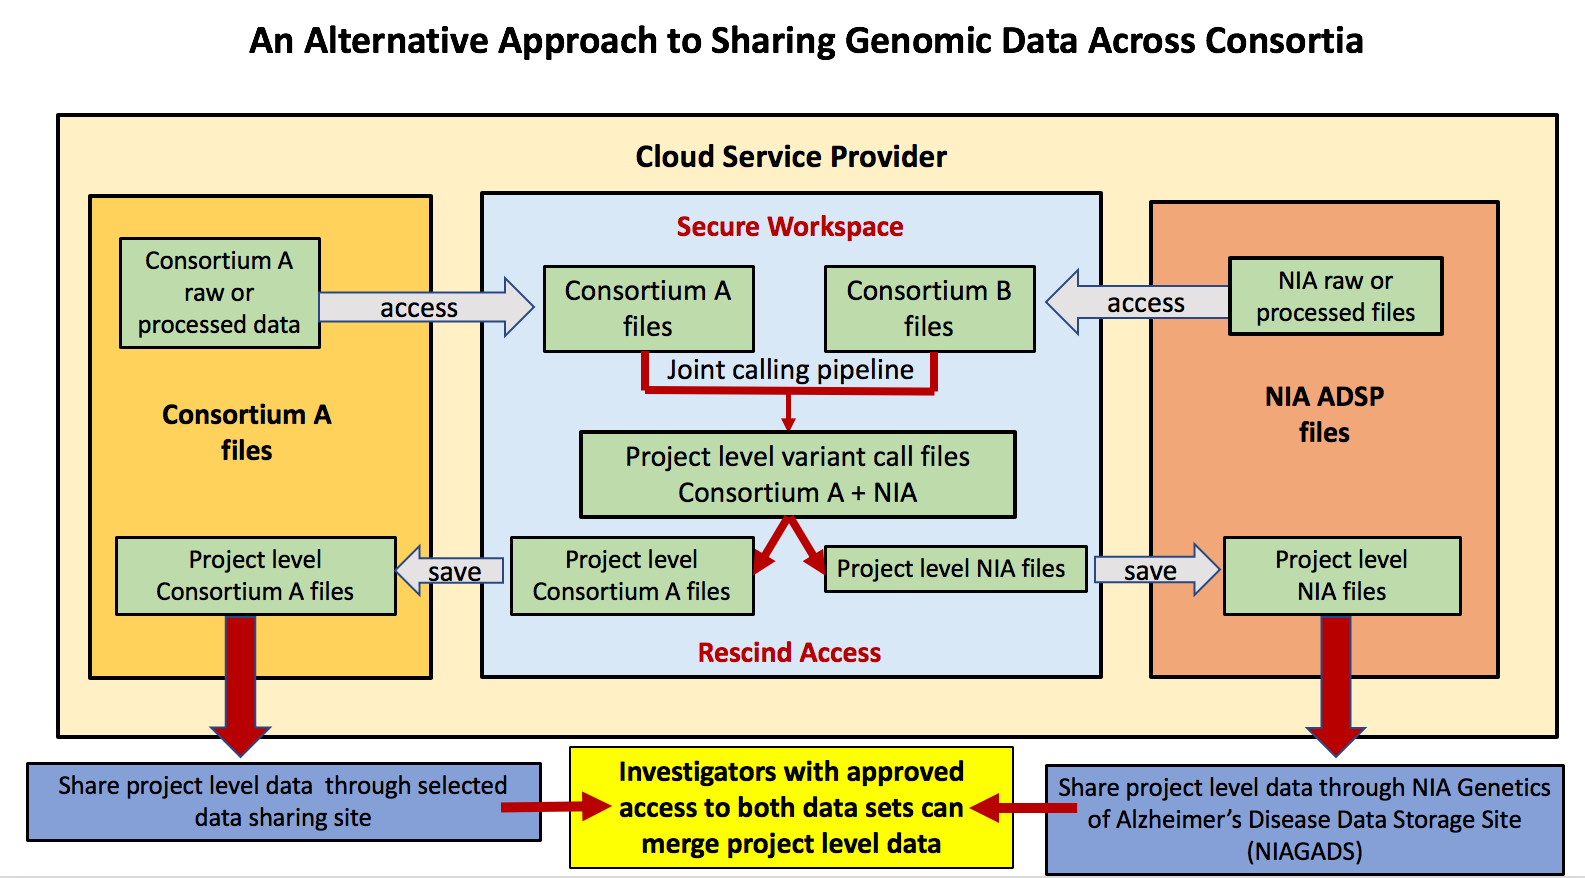 An Alternative Approach to Sharing Genomic Data Across Consortia
Cloud Service Provider
Consortium A
raw or
processed data
access
Consortium A
files
Project level
Consortium A files
save
Secure Workspace
Consortium A
files
Consortium B
files
Joint calling pipeline
Project level variant call files
Consortium A + NIA
Project level
Consortium A files
Project level NIA files
Rescind Access
access
NIA raw or
processed files
NIA ADSP
files
save
Project level
NIA files
Share project level data  through selected
data sharing site
Investigators with approved
access to both data sets can
merge project level data
Share project level data through NIA Genetics
of Alzheimer’s Disease Data Storage Site
(NIAGADS)